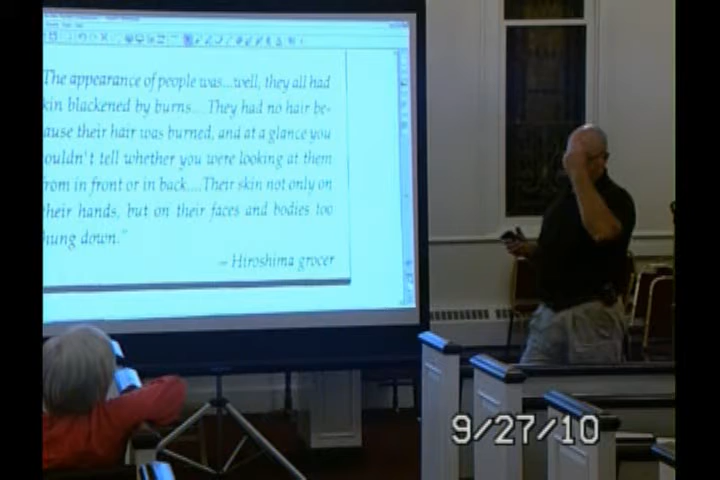 The appearance of people was...well, they all had
kin blackened by burns....They had no hair be-
ause their hair was burned, and at a glance you
ouldn't tell whether you were looking at them
rom in front or in back....Their skin not only on
their hands, but on their faces and bodies too
hung down."
– Hiroshima grocer
9/27/10